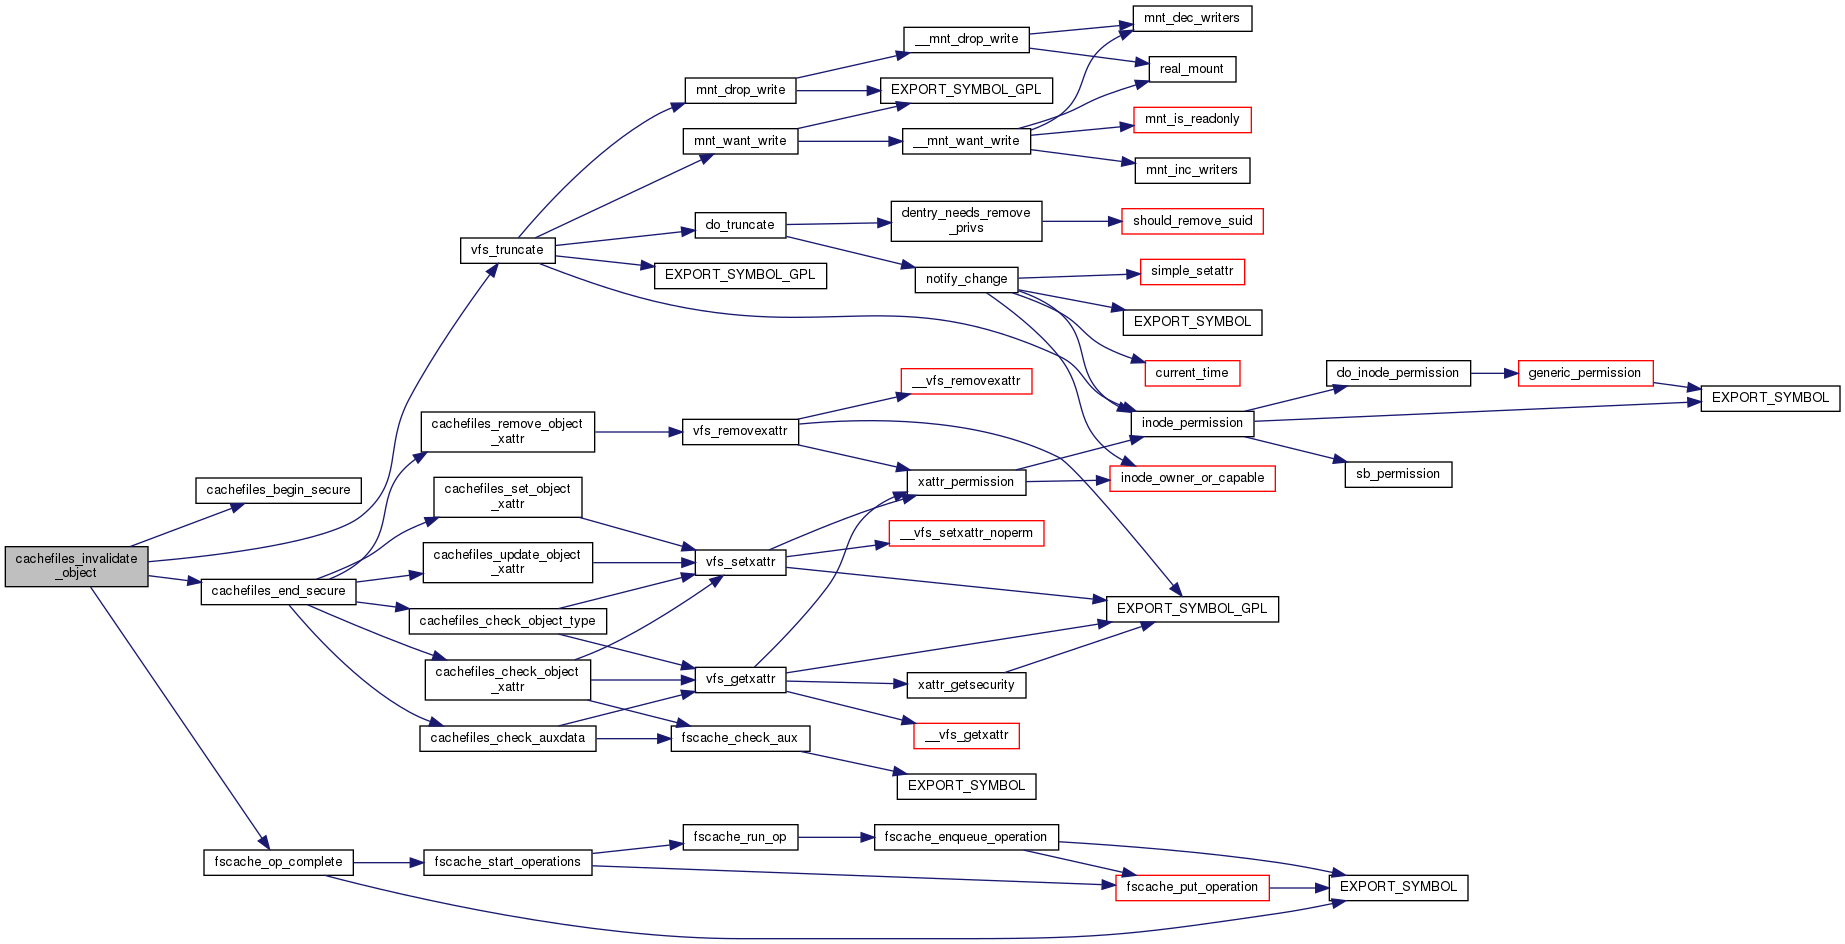 mnt_dec_writers
__mnt_drop_write
real_mount
mnt_drop_write
EXPORT_SYMBOL_GPL
mnt_is_readonly
mnt_want_write
__mnt_want_write
mnt_inc_writers
dentry_needs_remove
_privs
should_remove_suid
do_truncate
vfs_truncate
EXPORT_SYMBOL_GPL
notify_change
simple_setattr
EXPORT_SYMBOL
current_time
do_inode_permission
generic_permission
EXPORT_SYMBOL
__vfs_removexattr
cachefiles_remove_object
_xattr
vfs_removexattr
inode_permission
sb_permission
xattr_permission
inode_owner_or_capable
cachefiles_begin_secure
cachefiles_set_object
_xattr
__vfs_setxattr_noperm
cachefiles_invalidate
_object
cachefiles_update_object
_xattr
vfs_setxattr
cachefiles_end_secure
EXPORT_SYMBOL_GPL
cachefiles_check_object_type
cachefiles_check_object
_xattr
vfs_getxattr
xattr_getsecurity
cachefiles_check_auxdata
fscache_check_aux
__vfs_getxattr
EXPORT_SYMBOL
fscache_run_op
fscache_enqueue_operation
fscache_op_complete
fscache_start_operations
fscache_put_operation
EXPORT_SYMBOL